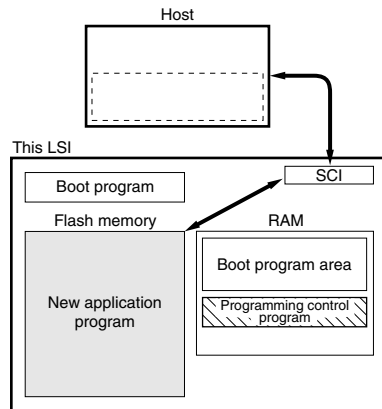 Host
This LSI
SCI
Boot program
Flash memory
RAM
Boot program area
New application
program
Programming control
program